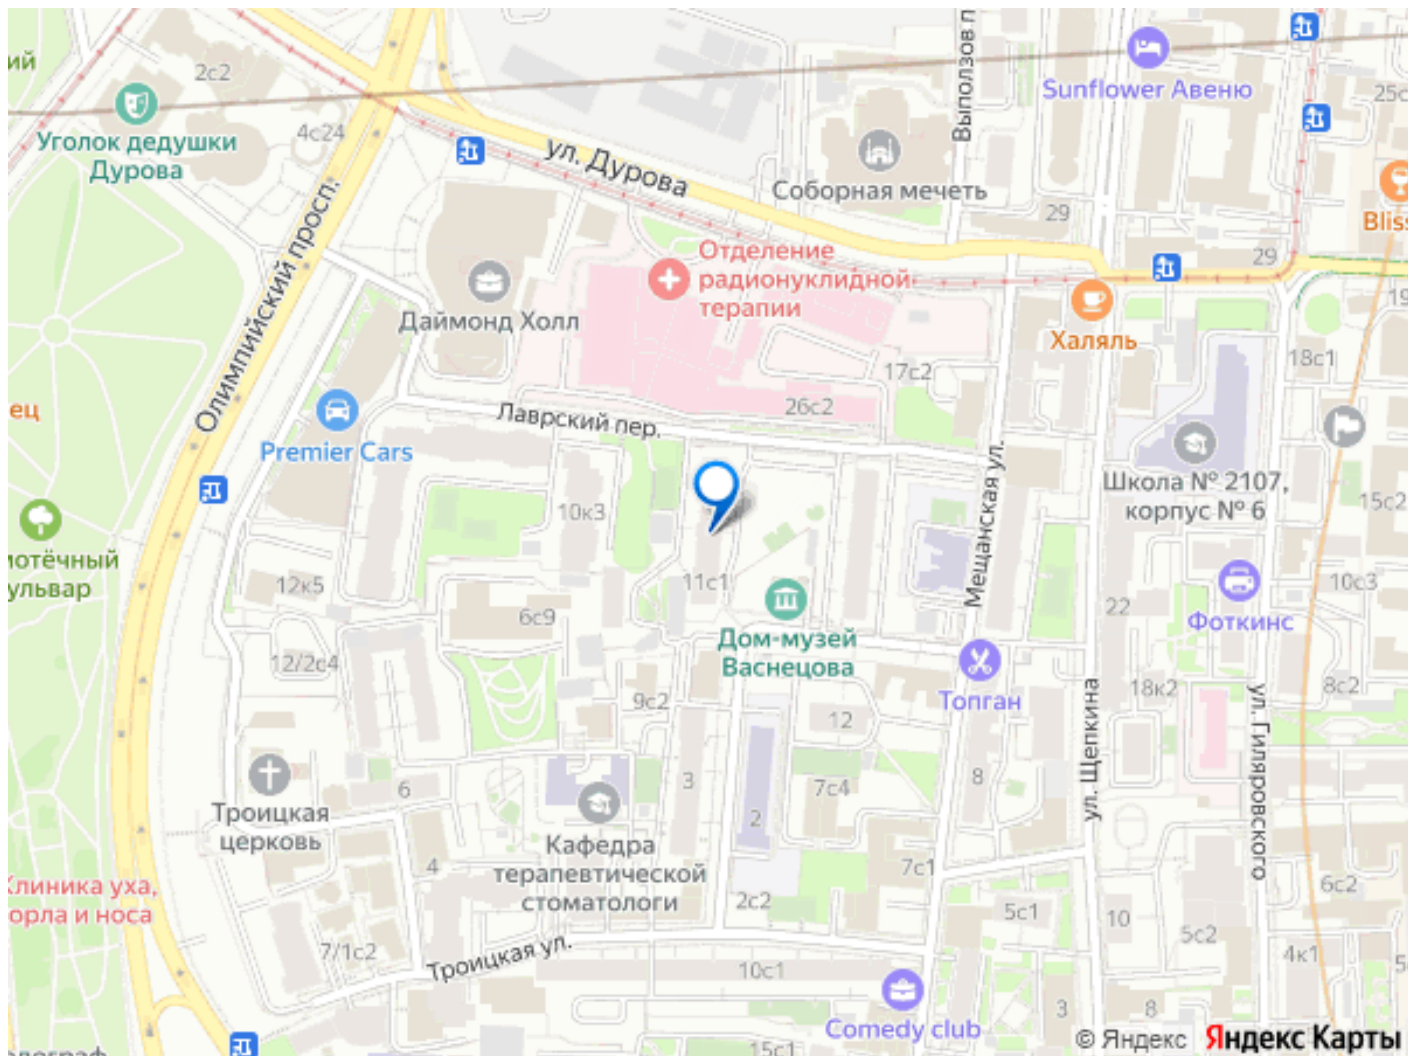 ий
2с2
Уголок дедушки
Дурова
4с24
ул. Дурова
Выползов п
Sunflower Авеню
25с
Соборная мечеть
Bliss
29
29
Олимпийский просп.
Отделение
радионуклидной
терапии
Даймонд Холл
Халяль
19
18с1
17с2
26с2
ец
Premier Cars
Лаврский пер.
Мещанская ул.
Школа № 2107,
корпус № 6
15с2
10к3
мотёчный
ульвар
12к5
11с1
10с3
6с9
22
Фоткинс
Дом-музей
Васнецова
12/2с4
9с2
Топган
18к2
8с2
12
ул. Щепкина
ул. Гиляровского
6
3
7с4
8
2
Троицкая
церковь
Кафедра
терапевтической
стоматологи
4
7с1
Клиника уха,
орла и носа
6с2
2с2
5с1
10
5с2
7/1с2
Троицкая ул.
10с1
4к1
5
Comedy club
3
8
15с1
© Яндекс Яндекс Карты